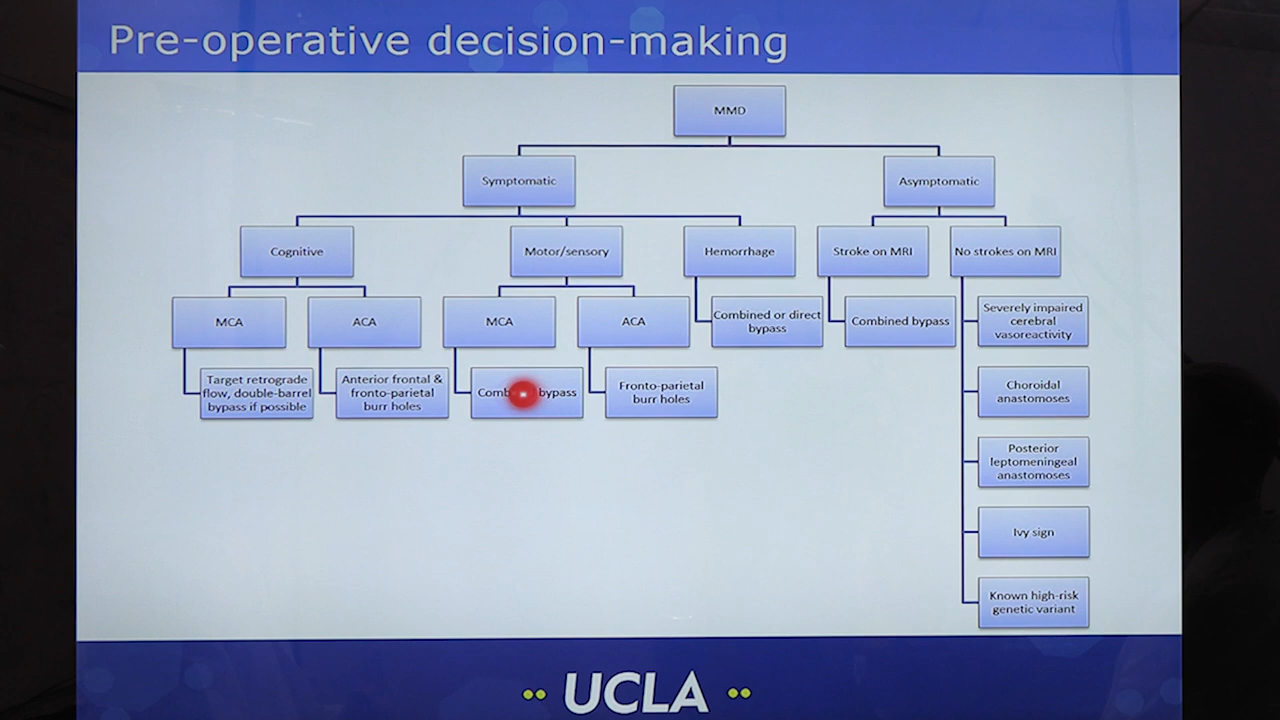 Pre-operative decision-making
MMD
Symptomatic
Asymptomatic
Cognitive
Motor/sensory
Hemorrhage
Stroke on MRI
No strokes on MRI
MCA
ACA
MCA
ACA
Combined or direct
bypass
Combined bypass
Severely impaired
cerebral
vasoreactivity
Target retrograde
flow, double-barrel
bypass if possible
Anterior frontal &
fronto-parietal
burr holes
bypass
Fronto-parietal
burr holes
Choroidal
anastomoses
Posterior
leptomeningeal
anastomoses
Ivy sign
Known high-risk
genetic variant
UCLA